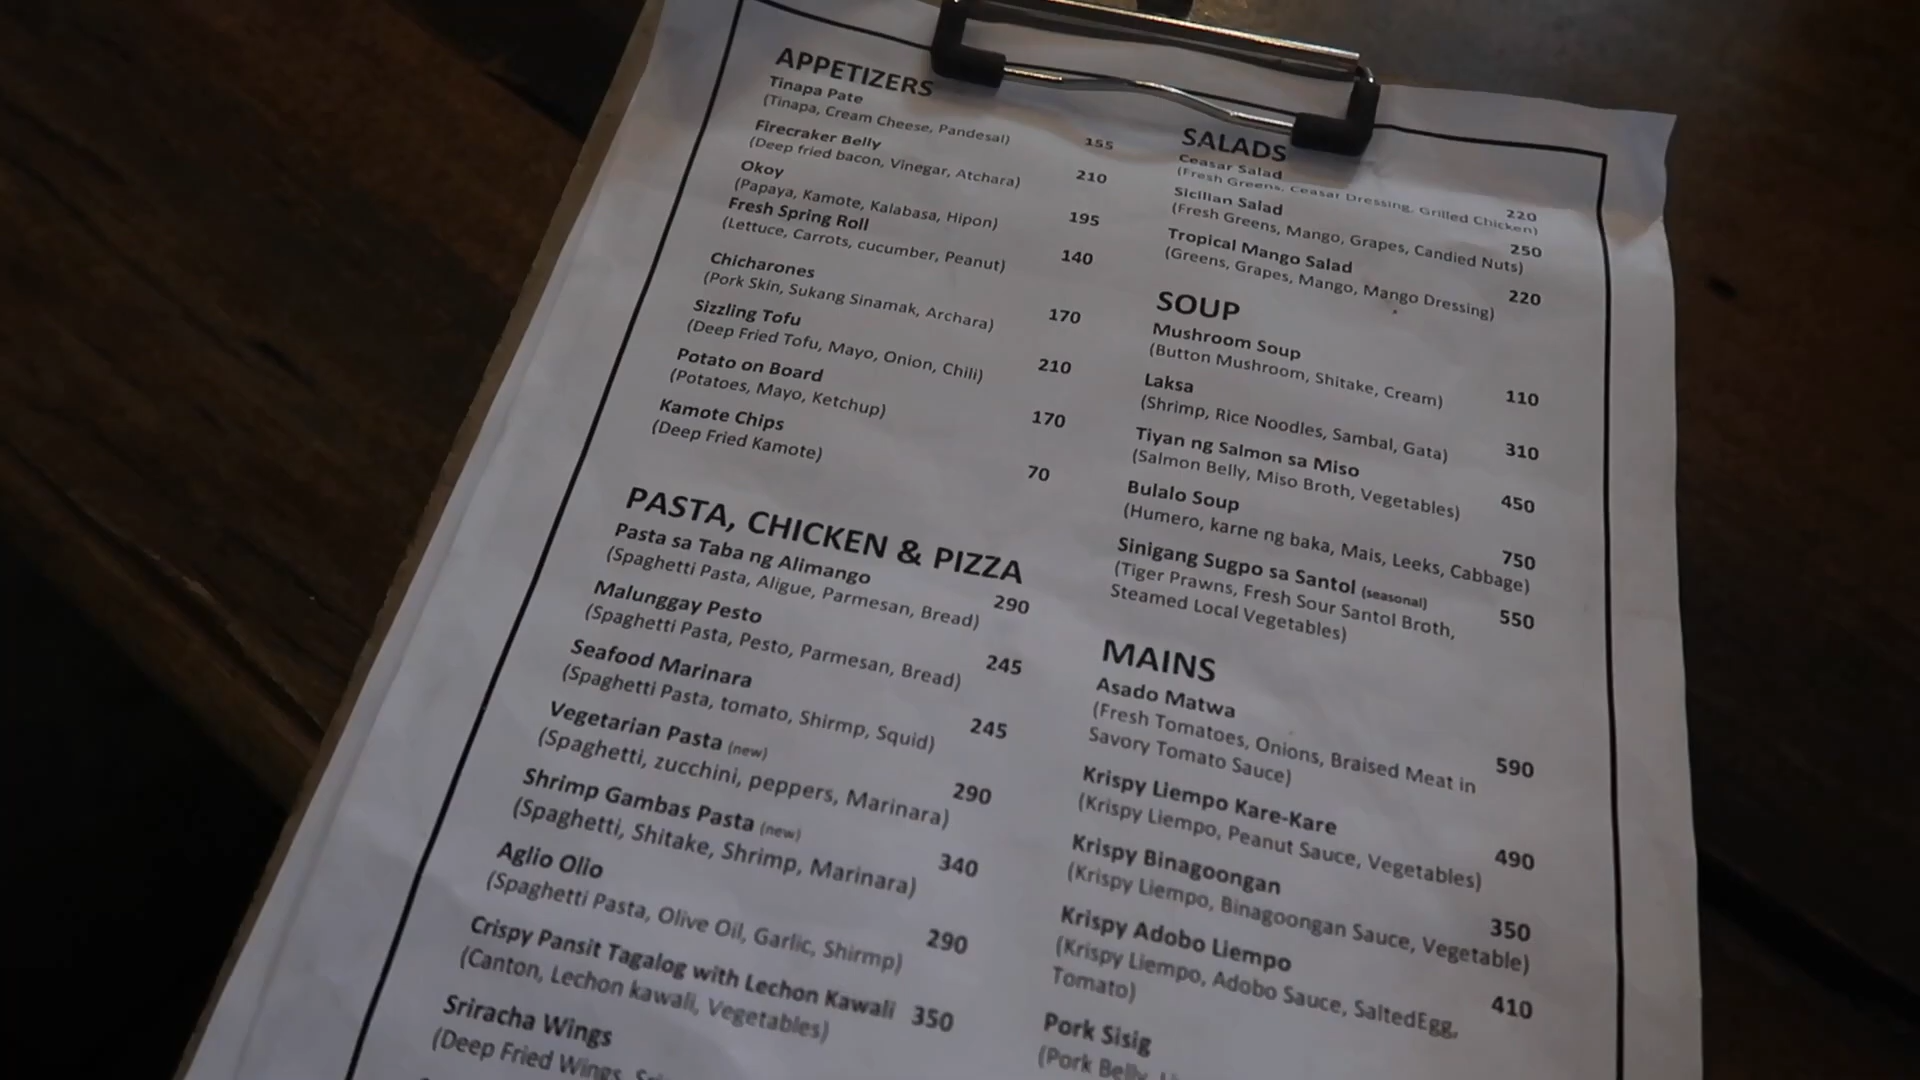 APPETIZERS
Tinapa Pate
(Tinapa, Cream Cheese, Pandesal) 155
Firecraker Belly
(Deep fried bacon, Vinegar, Atchara) 210
Okoy
(Papaya, Kamote, Kalabasa, Hipon) 195
Fresh Spring Roll
(Lettuce, Carrots, cucumber, Peanut) 140
Chicharones
(Pork Skin, Sukang Sinamak, Archara) 170
Sizzling Tofu
(Deep Fried Tofu, Mayo, Onion, Chili) 210
Potato on Board
(Potatoes, Mayo, Ketchup) 170
Kamote Chips
(Deep Fried Kamote) 70
PASTA, CHICKEN & PIZZA
Pasta sa Taba ng Alimango 290
(Spaghetti Pasta, Aligue, Parmesan, Bread)
Malunggay Pesto 245
(Spaghetti Pasta, Pesto, Parmesan, Bread)
Seafood Marinara 245
(Spaghetti Pasta, tomato, Shirmp, Squid)
Vegetarian Pasta (new) 290
(Spaghetti, zucchini, peppers, Marinara)
Shrimp Gambas Pasta (new) 340
(Spaghetti, Shitake, Shrimp, Marinara)
Aglio Olio 290
(Spaghetti Pasta, Olive Oil, Garlic, Shirmp)
Crispy Pansit Tagalog with Lechon Kawali 350
(Canton, Lechon kawali, Vegetables)
Sriracha Wings
(Deep Fried Wings,
SALADS
Ceasar Salad 220
(Fresh Greens, Ceasar Dressing, Grilled Chicken)
Sicilian Salad 250
(Fresh Greens, Mango, Grapes, Candied Nuts)
Tropical Mango Salad 220
(Greens, Grapes, Mango, Mango Dressing)
SOUP
Mushroom Soup 110
(Button Mushroom, Shitake, Cream)
Laksa 310
(Shrimp, Rice Noodles, Sambal, Gata)
Tiyan ng Salmon sa Miso 450
(Salmon Belly, Miso Broth, Vegetables)
Bulalo Soup 750
(Humero, karne ng baka, Mais, Leeks, Cabbage)
Sinigang Sugpo sa Santol (seasonal) 550
(Tiger Prawns, Fresh Sour Santol Broth,
Steamed Local Vegetables)
MAINS
Asado Matwa 590
(Fresh Tomatoes, Onions, Braised Meat in
Savory Tomato Sauce)
Krispy Liempo Kare-Kare 490
(Krispy Liempo, Peanut Sauce, Vegetables)
Krispy Binagoongan 350
(Krispy Liempo, Binagoongan Sauce, Vegetable)
Krispy Adobo Liempo 410
(Krispy Liempo, Adobo Sauce, SaltedEgg,
Tomato)
Pork Sisig
(Pork Belly,